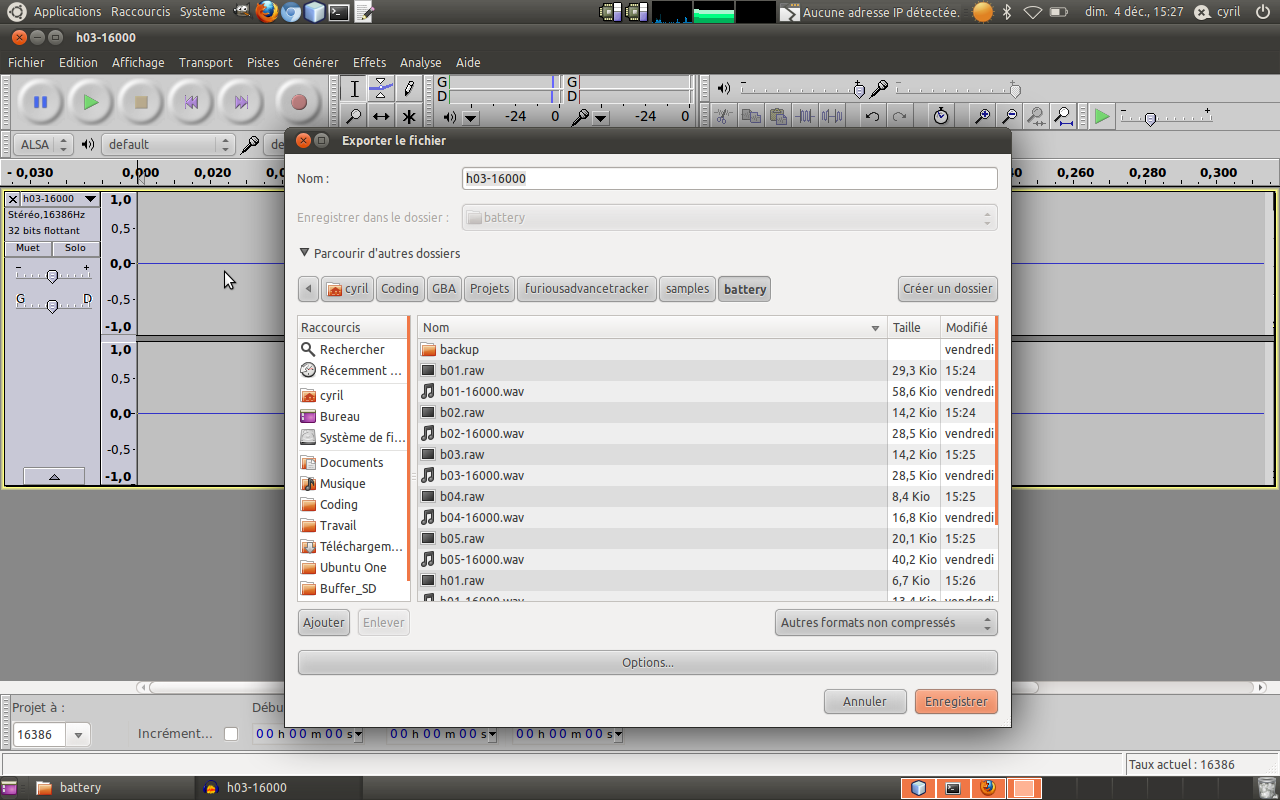 Applications Raccourcis Système Aucune adresse IP détectée. dim. 4 déc., 15:27 cyril
h03-16000
Fichier Edition Affichage Transport Pistes Générer Effets Analyse Aide
G
D
G
D
-24 0 -24 0
ALSA default
Exporter le fichier
- 0,030 0,000 0,020 0,260 0,280 0,300
Nom : h03-16000
Enregistrer dans le dossier : battery
Parcourir d'autres dossiers
cyril Coding GBA Projets furiousadvancetracker samples battery Créer un dossier
h03-16000
Stéréo,16386Hz
32 bits flottant
Muet Solo
- +
G D
1,0
0,5
0,0
-0,5
-1,0
1,0
0,5
0,0
-0,5
-1,0
Raccourcis
Rechercher
Récemment ...
cyril
Bureau
Système de fi...
Documents
Musique
Coding
Travail
Téléchargem...
Ubuntu One
Buffer_SD
Nom Taille Modifié
backup vendredi
b01.raw 29,3 Kio 15:24
b01-16000.wav 58,6 Kio vendredi
b02.raw 14,2 Kio 15:24
b02-16000.wav 28,5 Kio vendredi
b03.raw 14,2 Kio 15:25
b03-16000.wav 28,5 Kio vendredi
b04.raw 8,4 Kio 15:25
b04-16000.wav 16,8 Kio vendredi
b05.raw 20,1 Kio 15:25
b05-16000.wav 40,2 Kio vendredi
h01.raw 6,7 Kio 15:26
h01-16000.wav 13,4 Kio vendredi
Ajouter Enlever Autres formats non compressés
Options...
Annuler Enregistrer
Projet à :
16386
Incrément...
00 h 00 m 00 s 00 h 00 m 00 s 00 h 00 m 00 s
Taux actuel : 16386
battery h03-16000